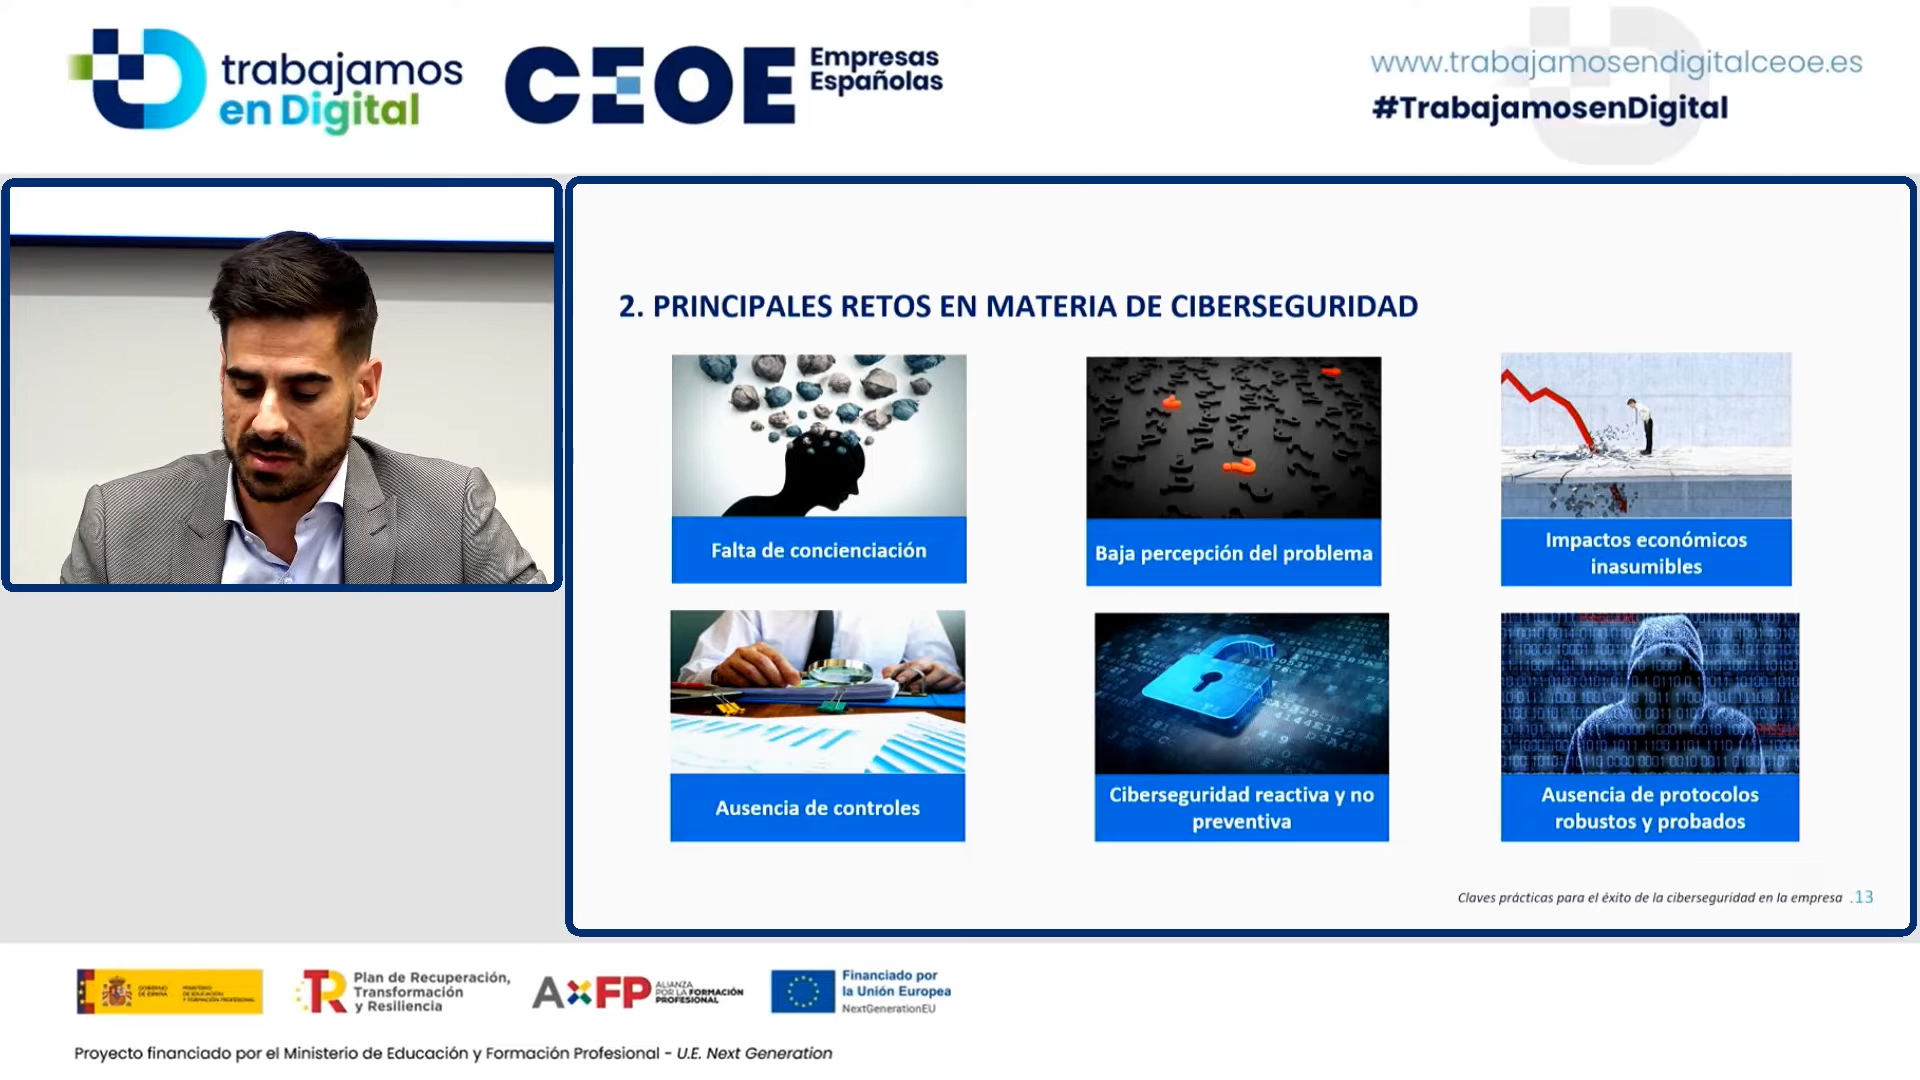 trabajamos
en Digital
CEOE
Empresas
Españolas
www.trabajamosendigitalceoe.es
#TrabajamosenDigital
2. PRINCIPALES RETOS EN MATERIA DE CIBERSEGURIDAD
Falta de concienciación
Baja percepción del problema
Impactos económicos
inasumibles
Ausencia de controles
Ciberseguridad reactiva y no
preventiva
Ausencia de protocolos
robustos y probados
Claves prácticas para el éxito de la ciberseguridad en la empresa .13
GOBIERNO
DE ESPAÑA
MINISTERIO
DE EDUCACIÓN
Y FORMACIÓN PROFESIONAL
Plan de Recuperación,
Transformación
y Resiliencia
AxFP
ALIANZA
POR LA FORMACIÓN
PROFESIONAL
Financiado por
la Unión Europea
NextGenerationEU
Proyecto financiado por el Ministerio de Educación y Formación Profesional - U.E. Next Generation